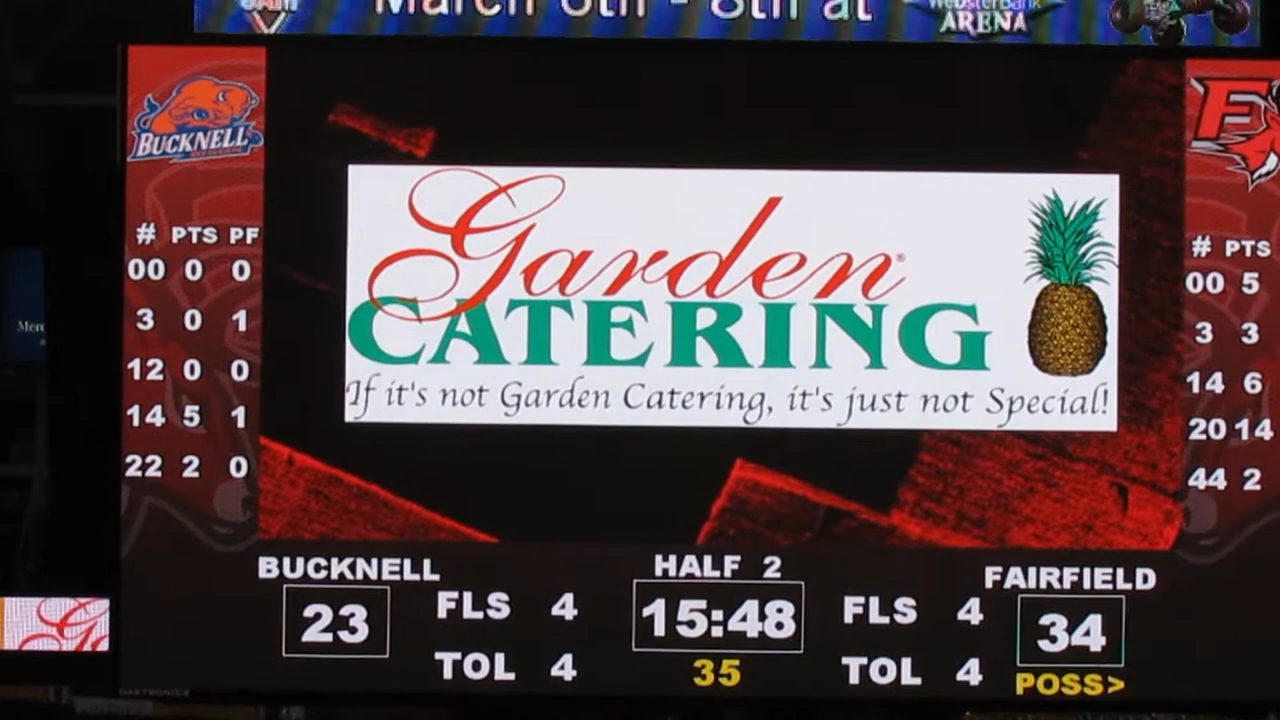 March 6th - 8th at
WebsterBank
ARENA
BUCKNELL
F
# PTS PF
00 0 0
3 0 1
12 0 0
14 5 1
22 2 0
Garden®
CATERING
If it's not Garden Catering, it's just not Special!
# PTS
00 5
3 3
14 6
20 14
44 2
BUCKNELL
23
FLS 4
TOL 4
HALF 2
15:48
35
FLS 4
TOL 4
FAIRFIELD
34
POSS>
DAKTRONICS